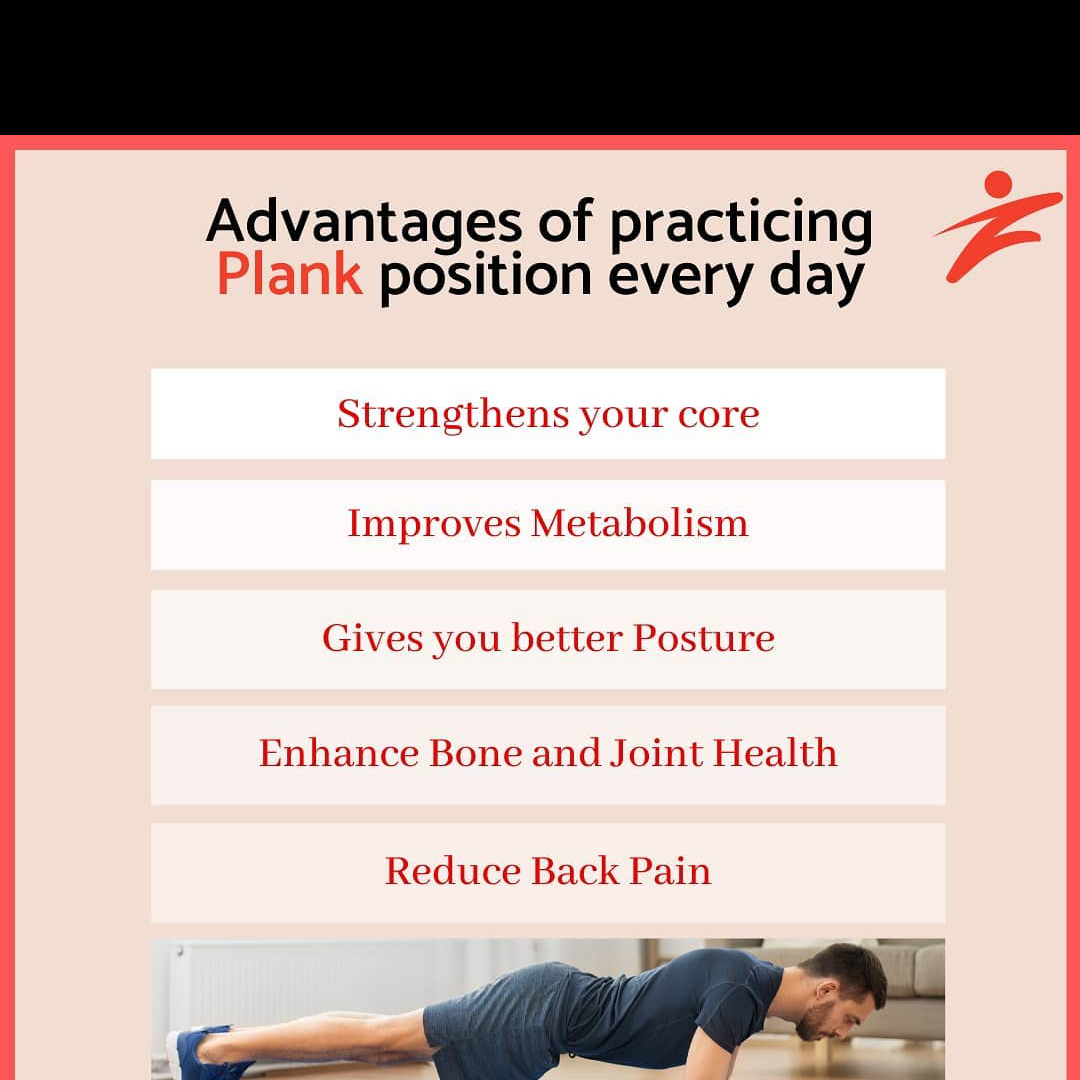 Advantages of practicing
Plank position every day
Strengthens your core
Improves Metabolism
Gives you better Posture
Enhance Bone and Joint Health
Reduce Back Pain